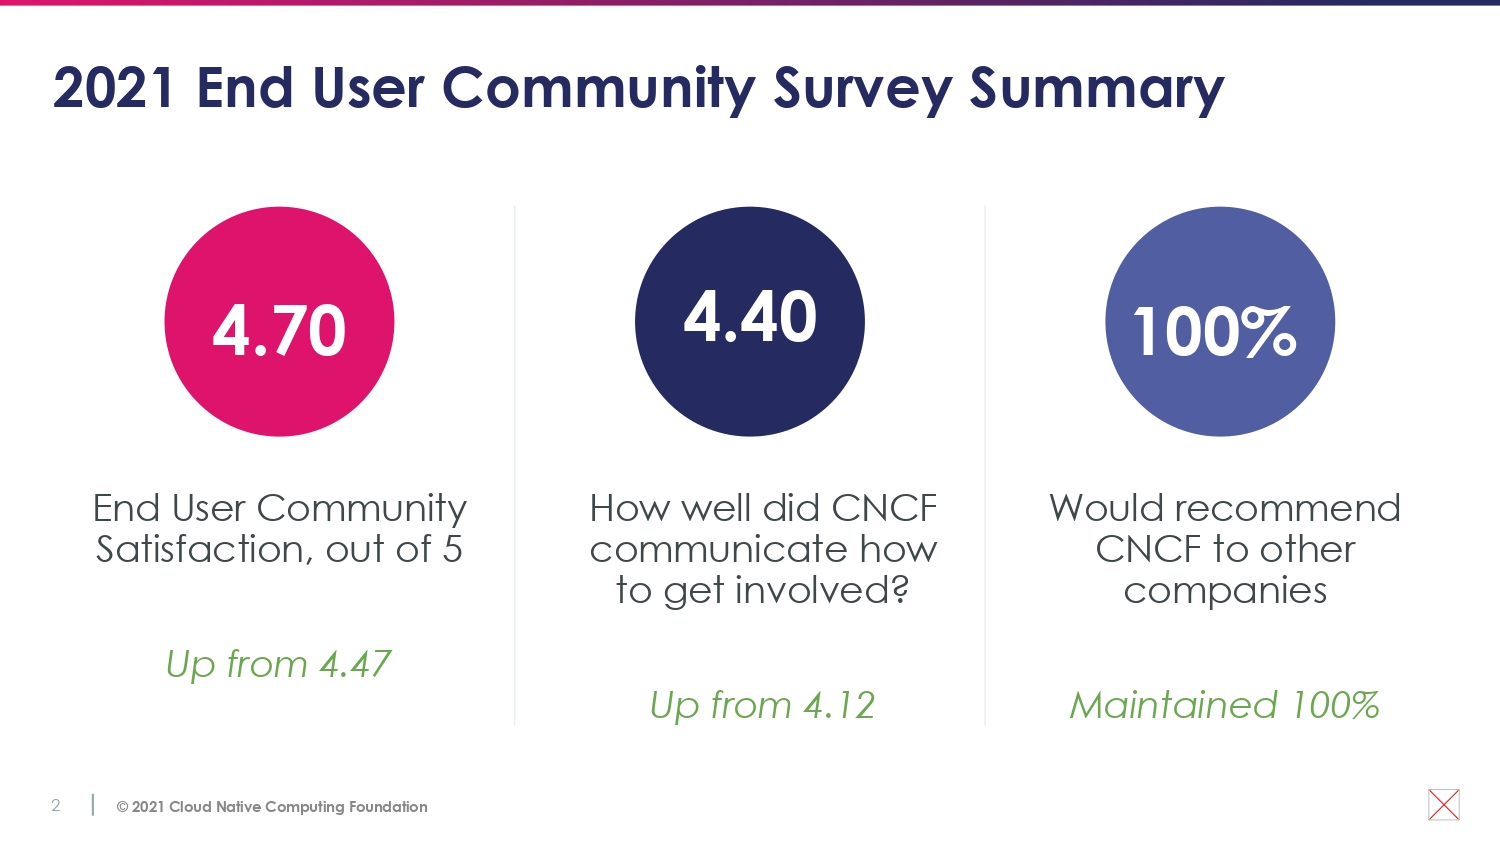 2021 End User Community Survey Summary
4.70
End User Community
Satisfaction, out of 5
Up from 4.47
4.40
How well did CNCF
communicate how
to get involved?
Up from 4.12
100%
Would recommend
CNCF to other
companies
Maintained 100%
2
© 2021 Cloud Native Computing Foundation